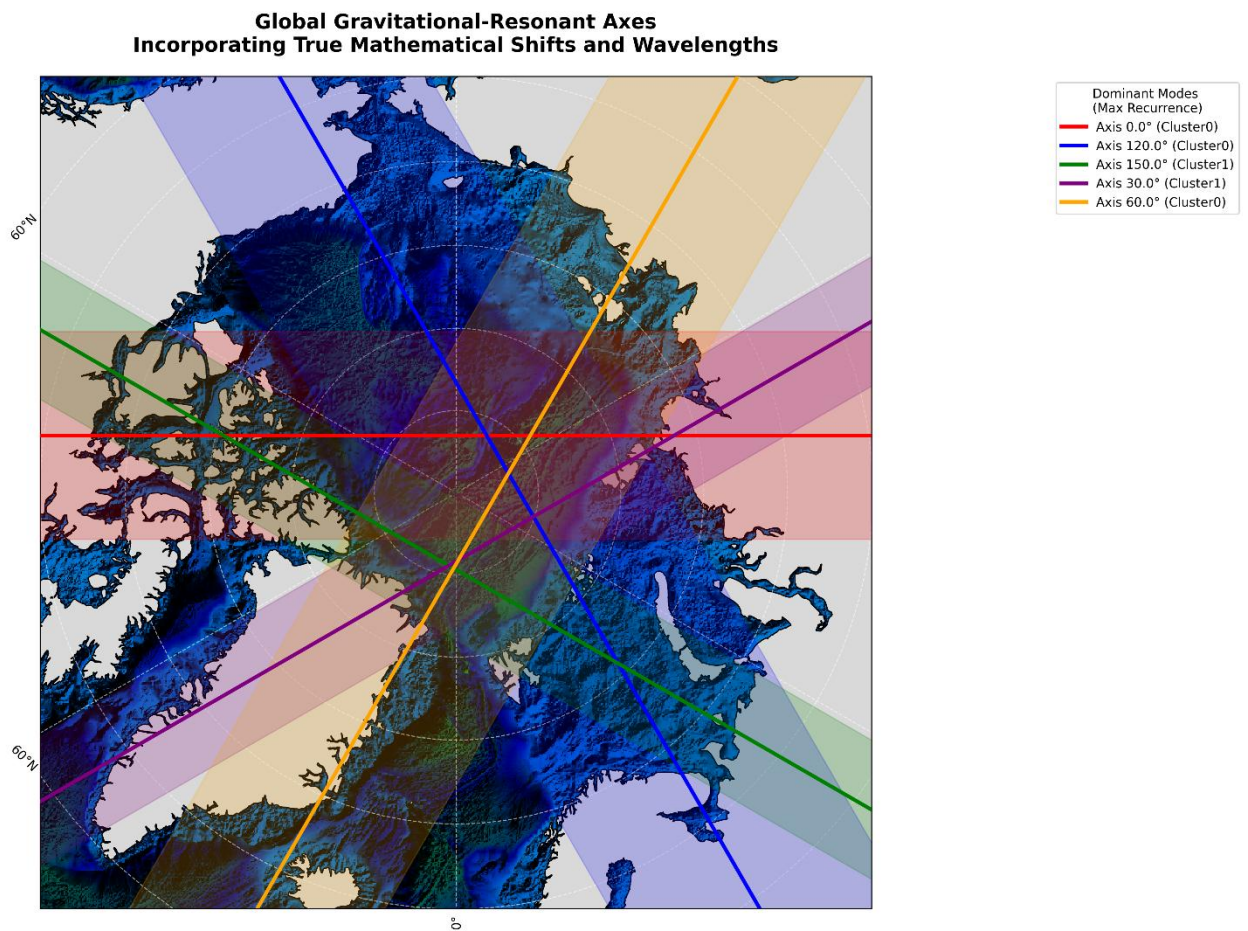 Global Gravitational-Resonant Axes
Incorporating True Mathematical Shifts and Wavelengths
Dominant Modes
(Max Recurrence)
Axis 0.0° (Cluster0)
Axis 120.0° (Cluster0)
Axis 150.0° (Cluster1)
Axis 30.0° (Cluster1)
Axis 60.0° (Cluster0)
60°N
60°N
0°